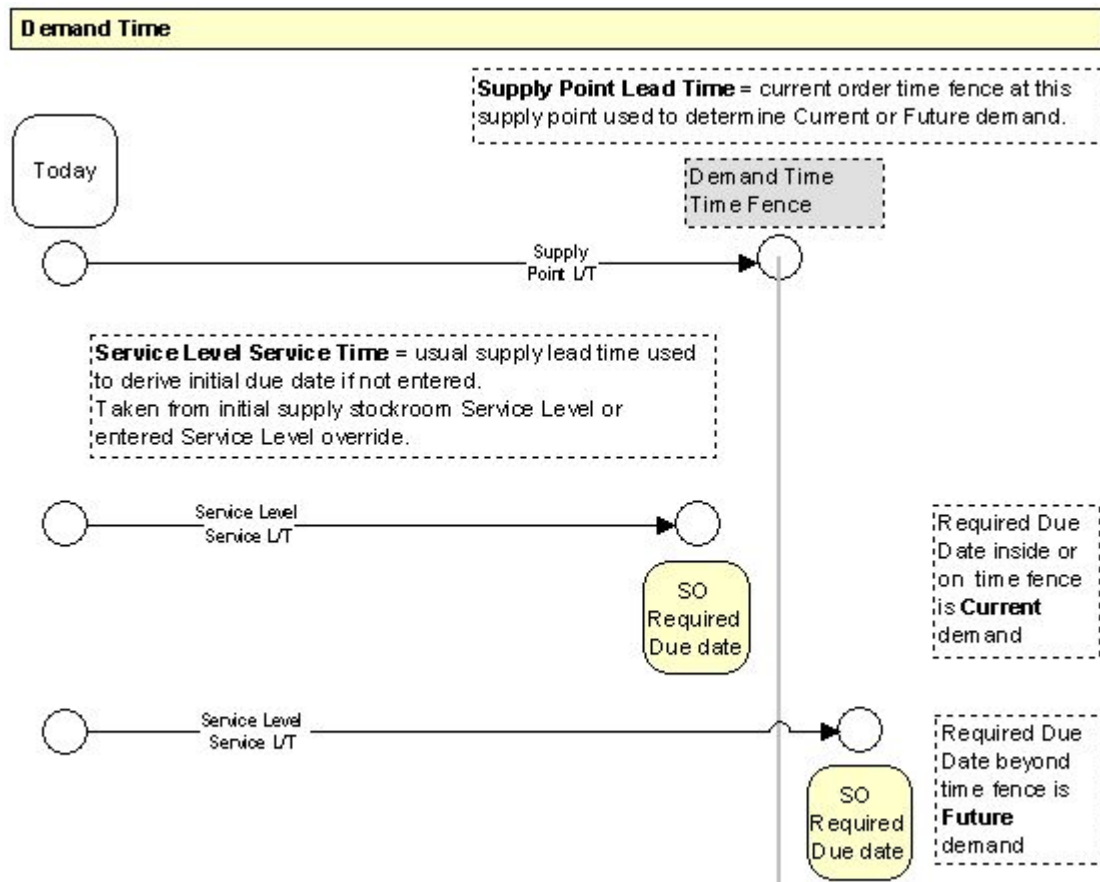 Demand Time
Supply Point Lead Time = current order time fence at this
supply point used to determine Current or Future demand.
Today
Demand Time
Time Fence
Supply
Point L/T
Service Level Service Time = usual supply lead time used
to derive initial due date if not entered.
Taken from initial supply stockroom Service Level or
entered Service Level override.
Service Level
Service L/T
SO
Required
Due date
Required Due
Date inside or
on time fence
is Current
demand
Service Level
Service L/T
SO
Required
Due date
Required Due
Date beyond
time fence is
Future
demand